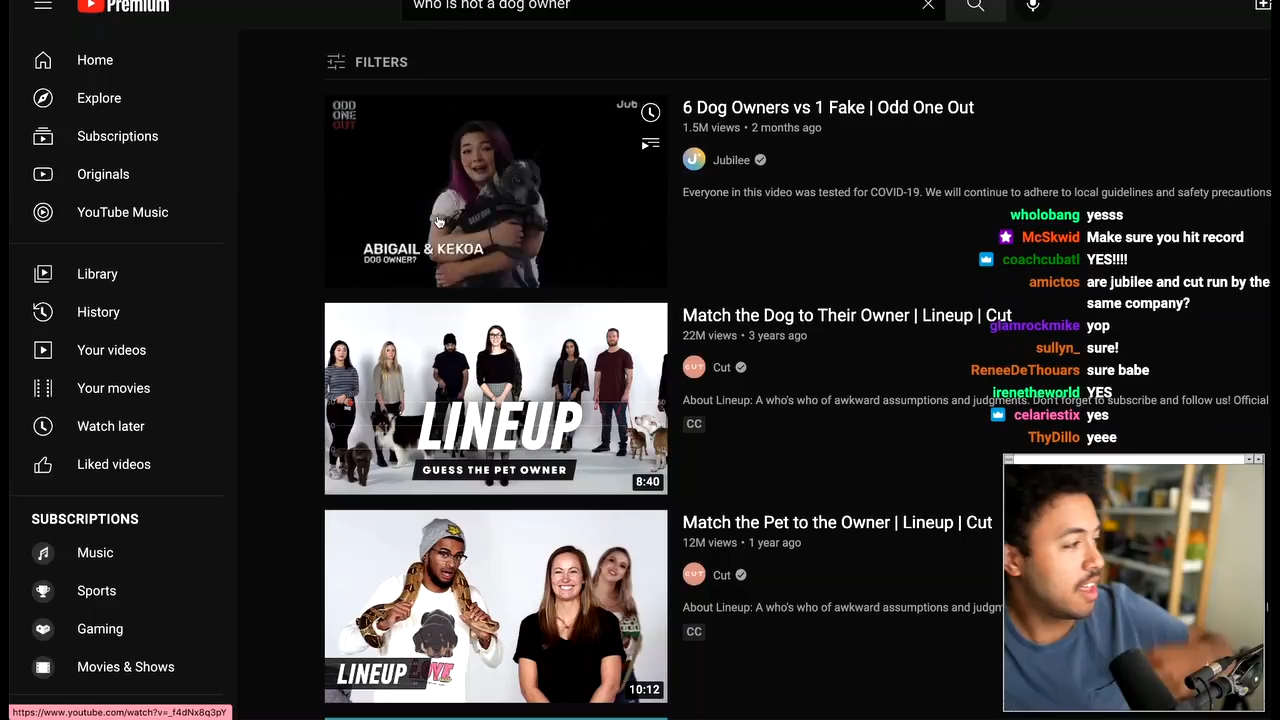 Premium
who is not a dog owner
Home
Explore
Subscriptions
Originals
YouTube Music
Library
History
Your videos
Your movies
Watch later
Liked videos
SUBSCRIPTIONS
Music
Sports
Gaming
Movies & Shows
https://www.youtube.com/watch?v=_f4dNx8q3pY
FILTERS
ODD
ONE
OUT
Jub
ABIGAIL & KEKOA
DOG OWNER?
6 Dog Owners vs 1 Fake | Odd One Out
1.5M views • 2 months ago
Jubilee
Everyone in this video was tested for COVID-19. We will continue to adhere to local guidelines and safety precautions
LINEUP
GUESS THE PET OWNER
8:40
Match the Dog to Their Owner | Lineup | Cut
22M views • 3 years ago
CUT
Cut
About Lineup: A who's who of awkward assumptions and judgments. Don't forget to subscribe and follow us! Official
CC
LINEUP
LOVE
10:12
Match the Pet to the Owner | Lineup | Cut
12M views • 1 year ago
CUT
Cut
About Lineup: A who's who of awkward assumptions and judgm
CC
wholobang yesss
McSkwid Make sure you hit record
coachcubatl YES!!!!
amictos are jubilee and cut run by the
same company?
glamrockmike yop
sullyn_ sure!
ReneeDeThouars sure babe
irenetheworld YES
celariestix yes
ThyDillo yeee